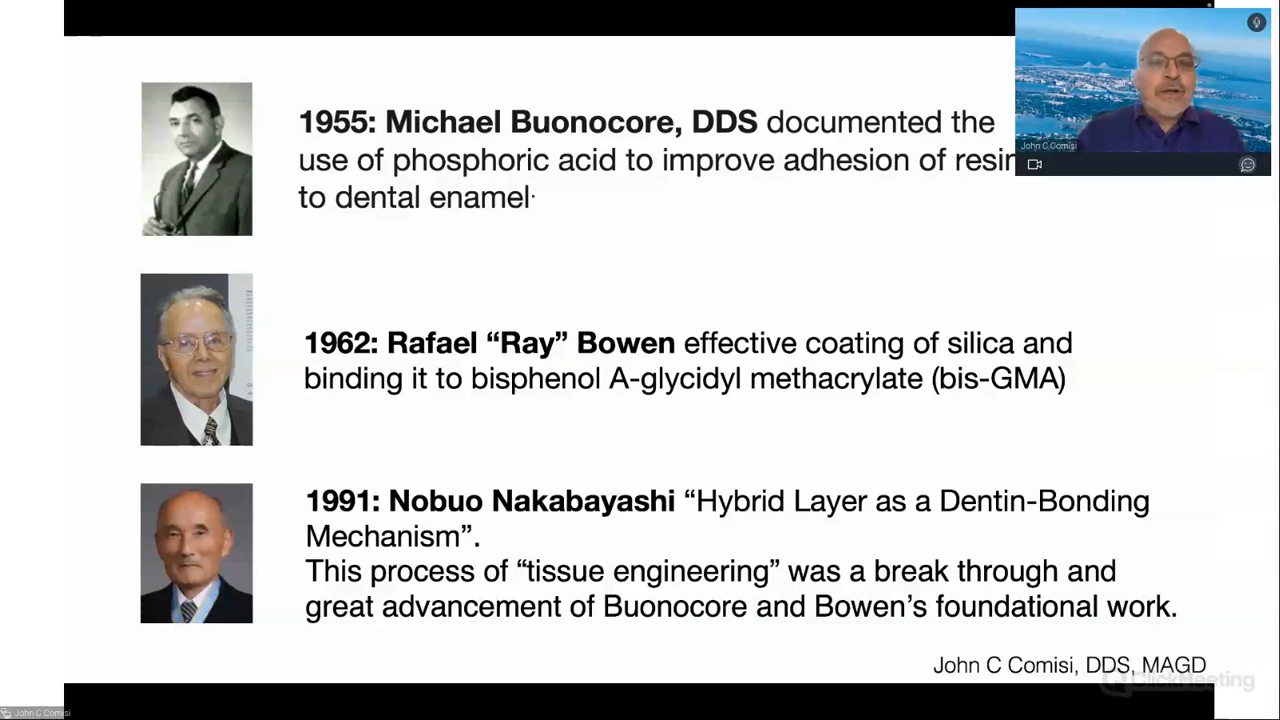 1955: Michael Buonocore, DDS documented the
use of phosphoric acid to improve adhesion of resin
to dental enamel.
John C Comisi
1962: Rafael “Ray” Bowen effective coating of silica and
binding it to bisphenol A-glycidyl methacrylate (bis-GMA)
1991: Nobuo Nakabayashi “Hybrid Layer as a Dentin-Bonding
Mechanism”.
This process of “tissue engineering” was a break through and
great advancement of Buonocore and Bowen’s foundational work.
John C Comisi, DDS, MAGD
ClickMeeting
John C Comisi